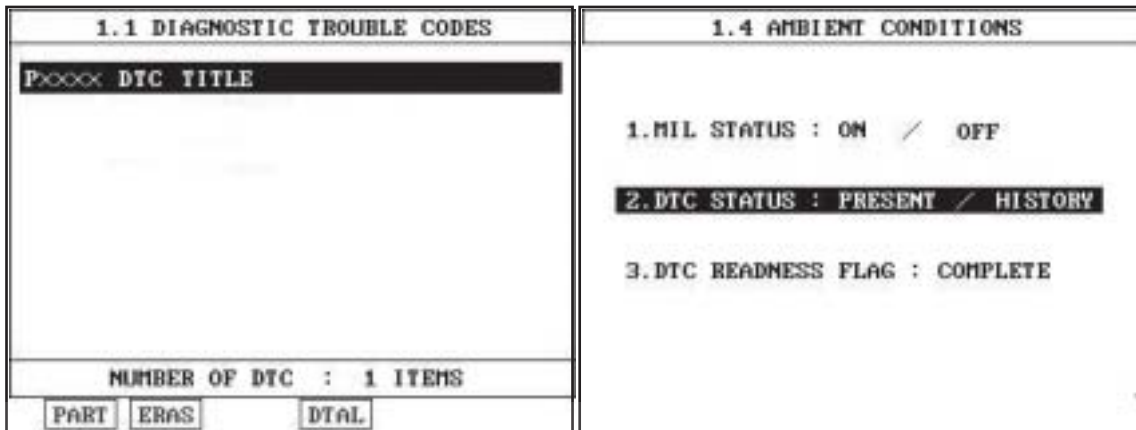 1.1 DIAGNOSTIC TROUBLE CODES
P×××× DTC TITLE
NUMBER OF DTC : 1 ITEMS
PART ERAS DTAL
1.4 AMBIENT CONDITIONS
1.MIL STATUS : ON / OFF
2.DTC STATUS : PRESENT / HISTORY
3.DTC READNESS FLAG : COMPLETE